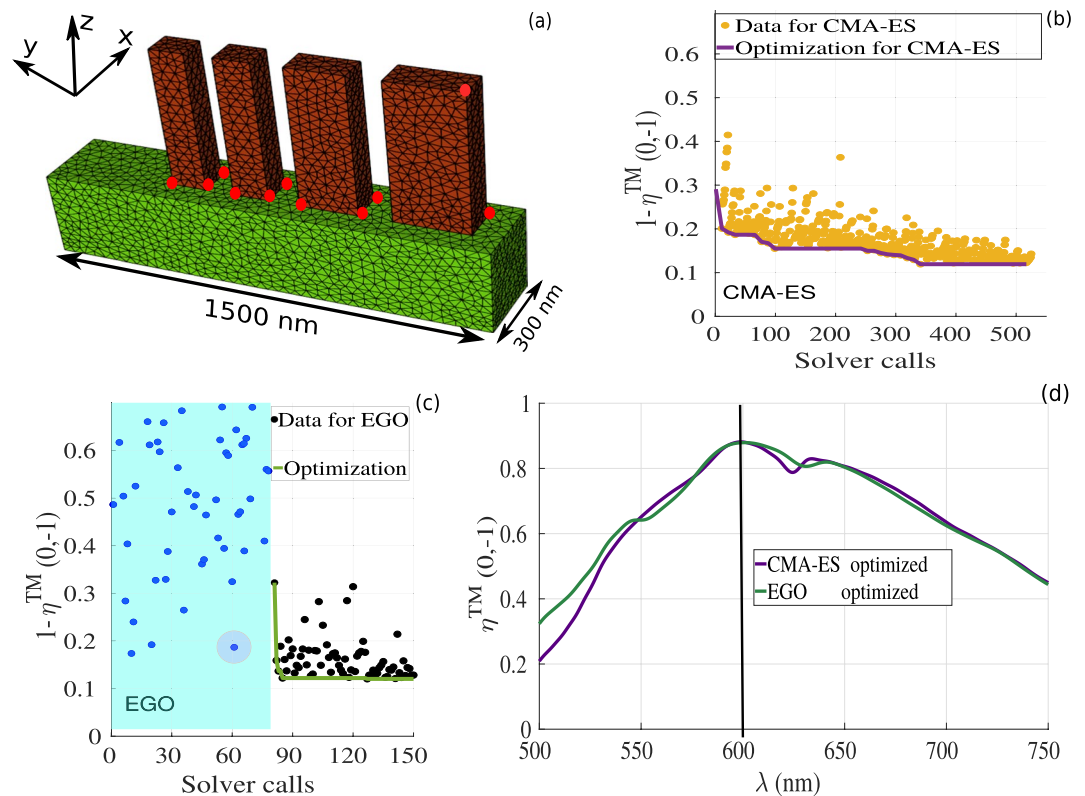 (a)
z
y
x
1500 nm
300 nm
(b)
Data for CMA-ES
Optimization for CMA-ES
0.6
0.5
0.4
0.3
0.2
0.1
0
1-η^TM (0,-1)
CMA-ES
0 100 200 300 400 500
Solver calls
(c)
Data for EGO
Optimization
0.6
0.5
0.4
0.3
0.2
0.1
0
1-η^TM (0,-1)
EGO
0 30 60 90 120 150
Solver calls
(d)
1
0.8
0.6
0.4
0.2
0
η^TM (0,-1)
CMA-ES optimized
EGO optimized
500 550 600 650 700 750
λ (nm)